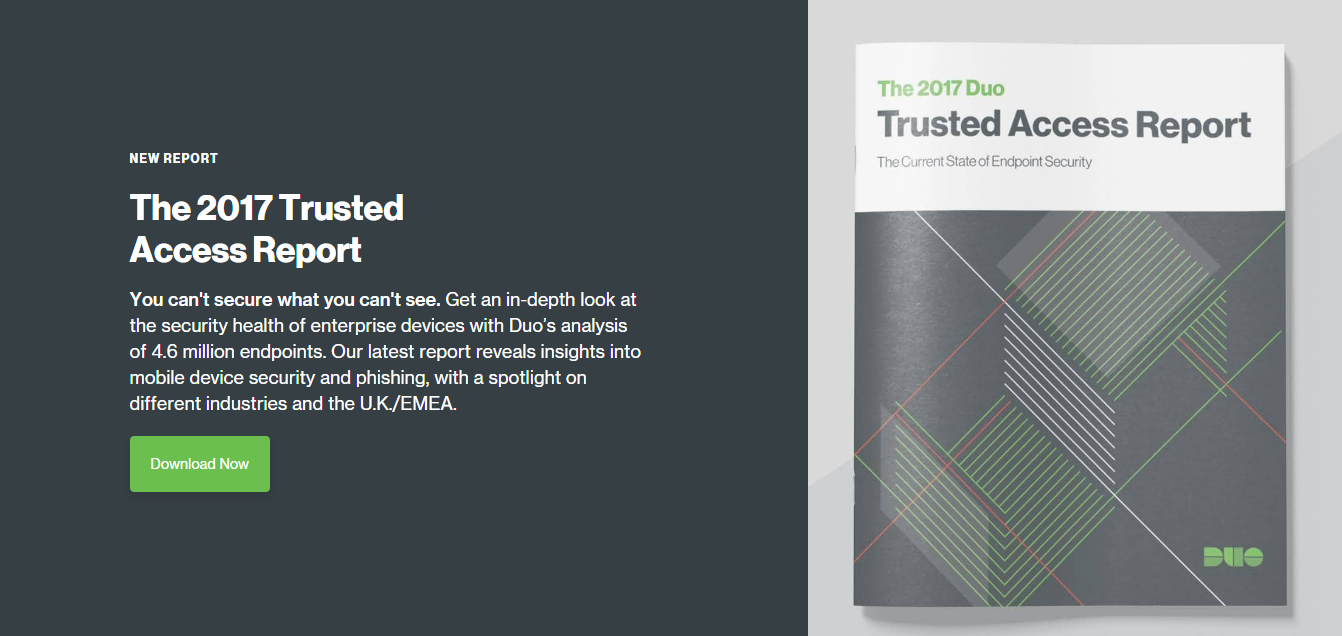 NEW REPORT
The 2017 Trusted
Access Report
You can't secure what you can't see. Get an in-depth look at
the security health of enterprise devices with Duo's analysis
of 4.6 million endpoints. Our latest report reveals insights into
mobile device security and phishing, with a spotlight on
different industries and the U.K./EMEA.
Download Now
The 2017 Duo
Trusted Access Report
The Current State of Endpoint Security
DUO